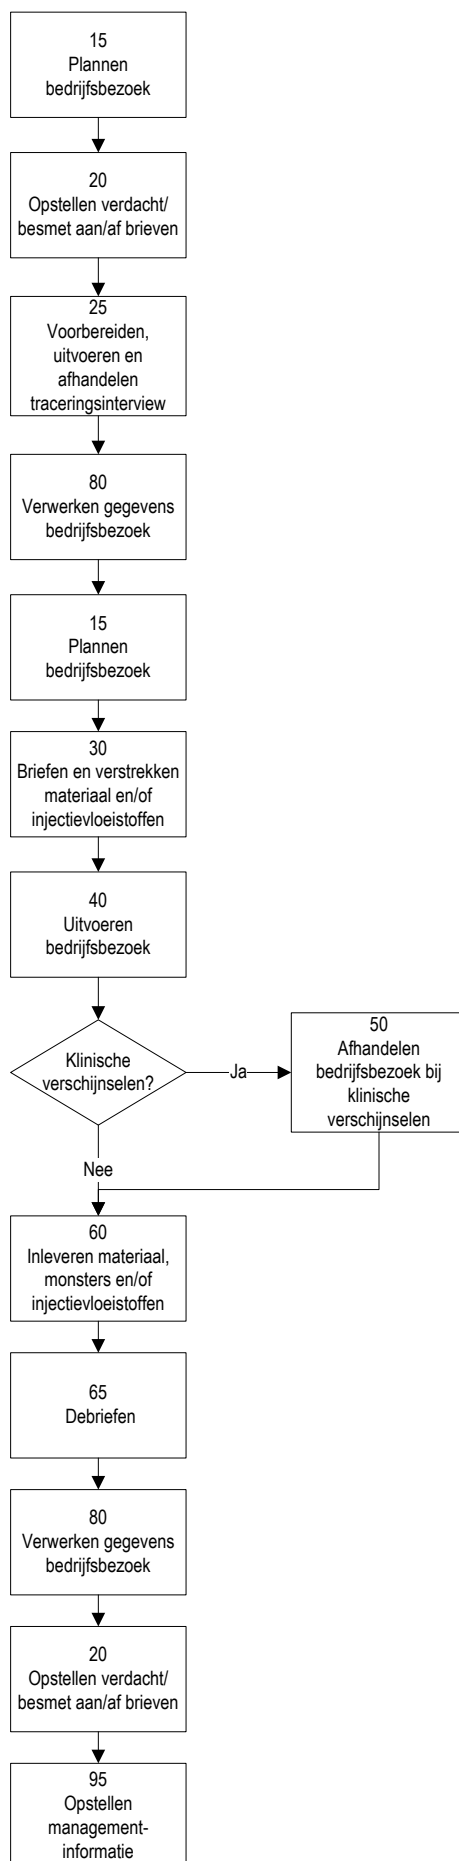 15
Plannen
bedrijfsbezoek
20
Opstellen verdacht/
besmet aan/af brieven
25
Voorbereiden,
uitvoeren en
afhandelen
traceringsinterview
80
Verwerken gegevens
bedrijfsbezoek
15
Plannen
bedrijfsbezoek
30
Briefen en verstrekken
materiaal en/of
injectievloeistoffen
40
Uitvoeren
bedrijfsbezoek
Klinische
verschijnselen?
Ja
50
Afhandelen
bedrijfsbezoek bij
klinische
verschijnselen
Nee
60
Inleveren materiaal,
monsters en/of
injectievloeistoffen
65
Debriefen
80
Verwerken gegevens
bedrijfsbezoek
20
Opstellen verdacht/
besmet aan/af brieven
95
Opstellen
management-
informatie